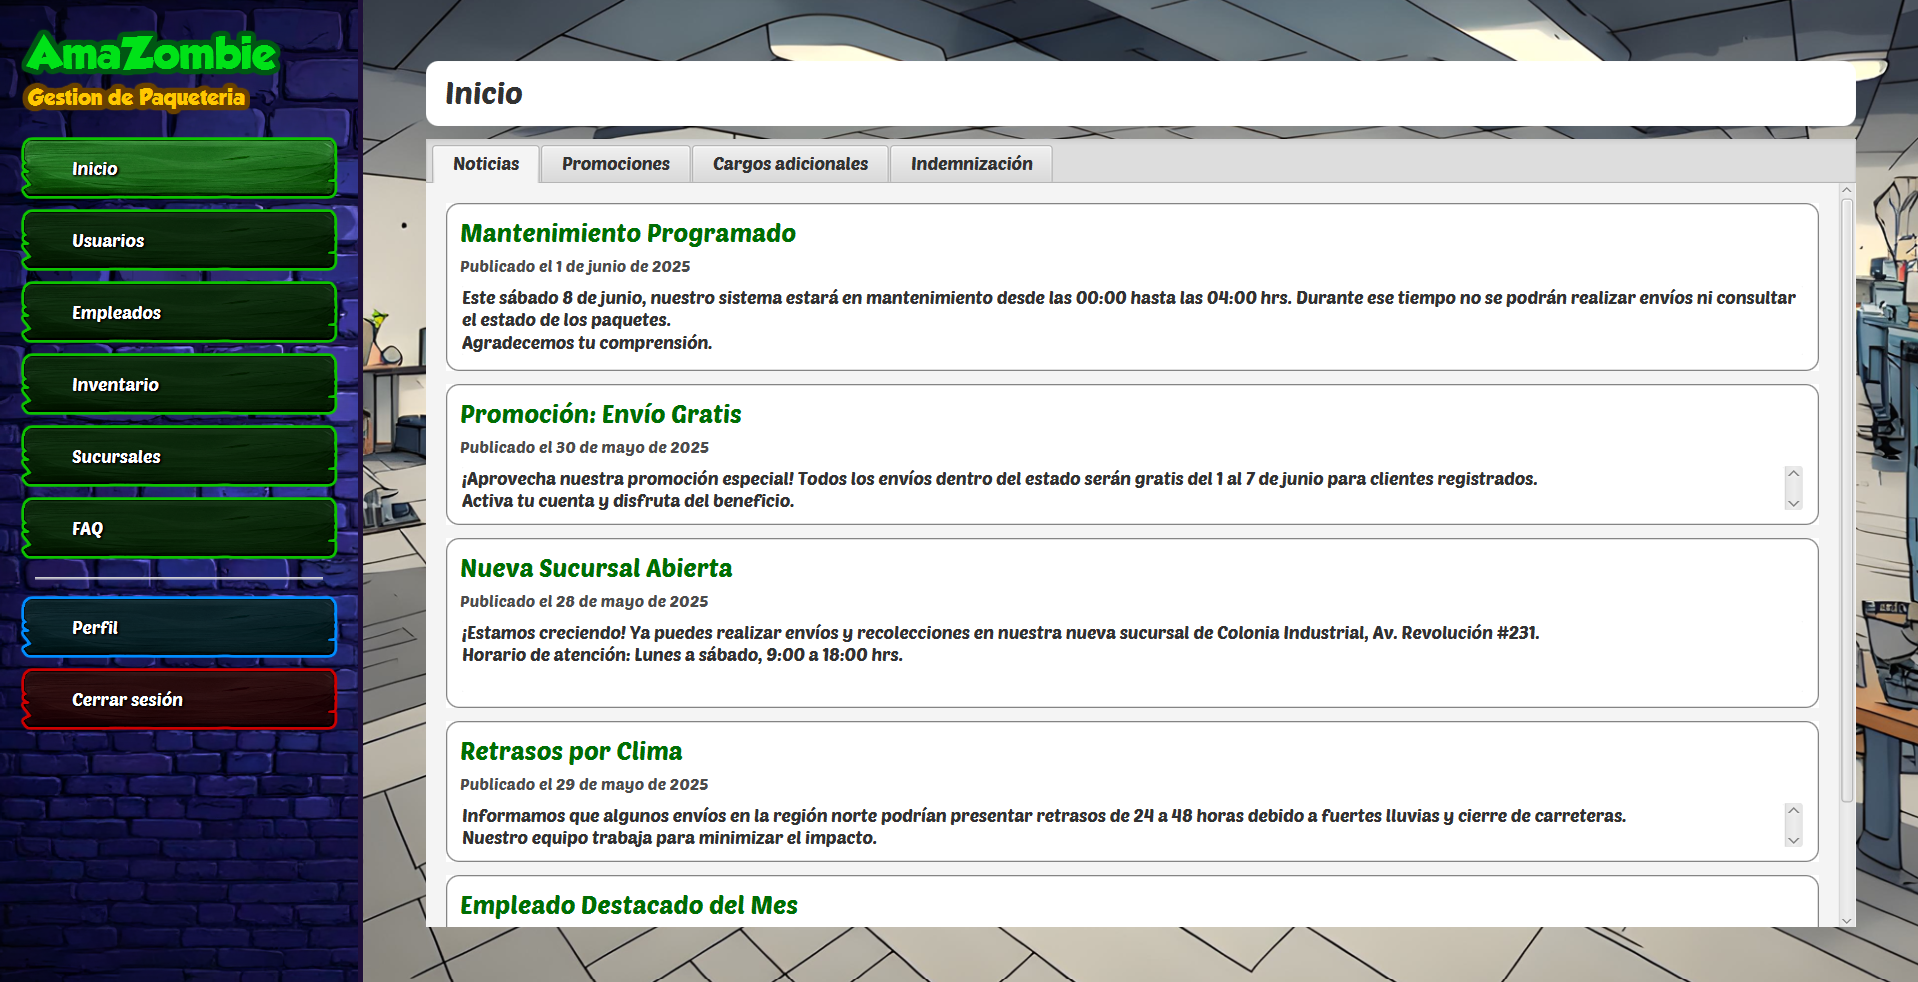 AmaZombie
Gestion de Paqueteria
Inicio
Usuarios
Empleados
Inventario
Sucursales
FAQ
Perfil
Cerrar sesión
Inicio
Noticias
Promociones
Cargos adicionales
Indemnización
Mantenimiento Programado
Publicado el 1 de junio de 2025
Este sábado 8 de junio, nuestro sistema estará en mantenimiento desde las 00:00 hasta las 04:00 hrs. Durante ese tiempo no se podrán realizar envíos ni consultar
el estado de los paquetes.
Agradecemos tu comprensión.
Promoción: Envío Gratis
Publicado el 30 de mayo de 2025
¡Aprovecha nuestra promoción especial! Todos los envíos dentro del estado serán gratis del 1 al 7 de junio para clientes registrados.
Activa tu cuenta y disfruta del beneficio.
Nueva Sucursal Abierta
Publicado el 28 de mayo de 2025
¡Estamos creciendo! Ya puedes realizar envíos y recolecciones en nuestra nueva sucursal de Colonia Industrial, Av. Revolución #231.
Horario de atención: Lunes a sábado, 9:00 a 18:00 hrs.
Retrasos por Clima
Publicado el 29 de mayo de 2025
Informamos que algunos envíos en la región norte podrían presentar retrasos de 24 a 48 horas debido a fuertes lluvias y cierre de carreteras.
Nuestro equipo trabaja para minimizar el impacto.
Empleado Destacado del Mes